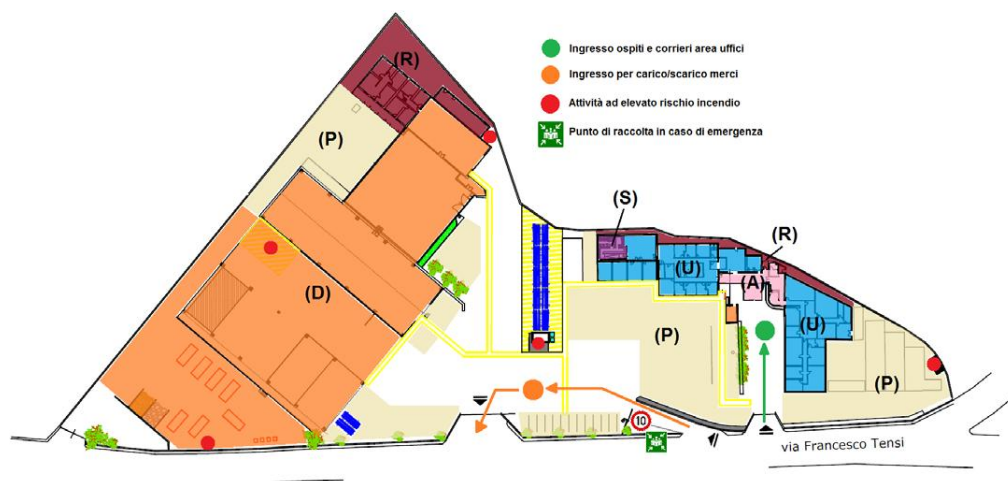 Ingresso ospiti e corrieri area uffici
Ingresso per carico/scarico merci
Attività ad elevato rischio incendio
Punto di raccolta in caso di emergenza
(R)
(P)
(S)
(R)
(U)
(A)
(D)
(U)
(P)
(P)
10
via Francesco Tensi